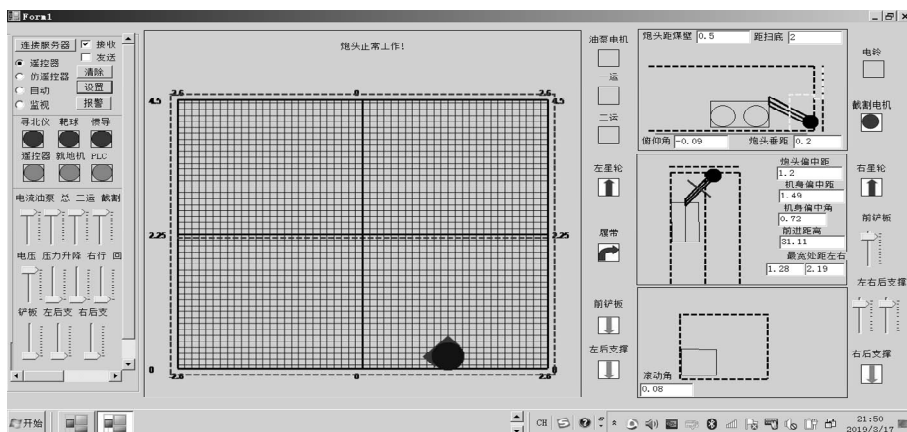 Form1
连接服务器 接收
发送
遥控器 清除
仿遥控器 设置
自动
监视 报警
寻北仪 靶球 惯导
遥控器 就地机 PLC
电流油泵 总 二运 截割
电压 压力升降 右行 回
铲板 左后支 右后支
炮头正常工作!
2.6 0 2.6
4.5 4.5
2.25 2.25
0 0
2.6 0 2.6
油泵电机
一运
二运
左星轮
履带
前铲板
左后支撑
炮头距煤壁 0.5 距扫底 2
俯仰角 -0.09 炮头垂距 0.2
炮头偏中距
1.2
机身偏中距
1.49
机身偏中角
0.72
前进距离
31.11
最宽处距左右
1.28 2.19
滚动角
0.08
电铃
截割电机
右星轮
前铲板
左右后支撑
右后支撑
开始
CH
21:50
2019/3/17